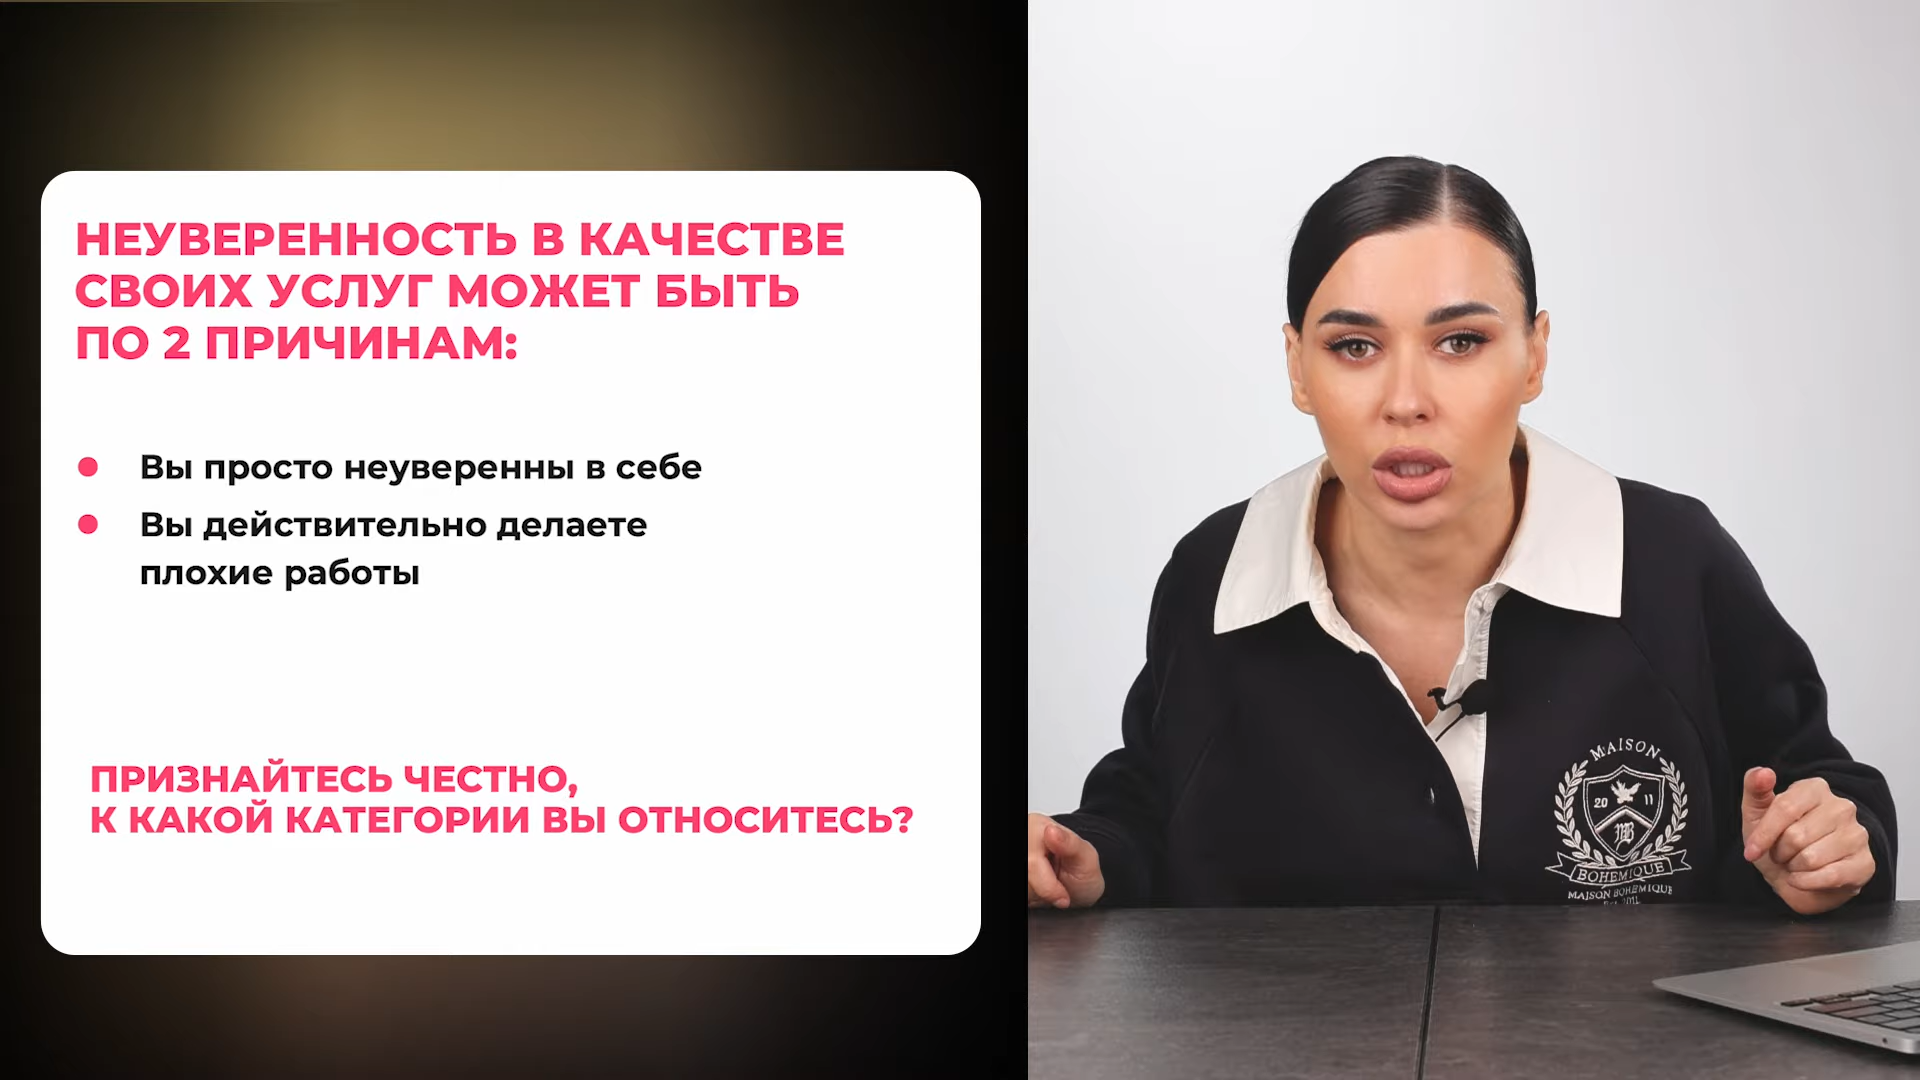 НЕУВЕРЕННОСТЬ В КАЧЕСТВЕ
СВОИХ УСЛУГ МОЖЕТ БЫТЬ
ПО 2 ПРИЧИНАМ:
Вы просто неуверенны в себе
Вы действительно делаете
плохие работы
ПРИЗНАЙТЕСЬ ЧЕСТНО,
К КАКОЙ КАТЕГОРИИ ВЫ ОТНОСИТЕСЬ?
MAISON
20 11
MB
BOHEMIQUE
MAISON BOHEMIQUE